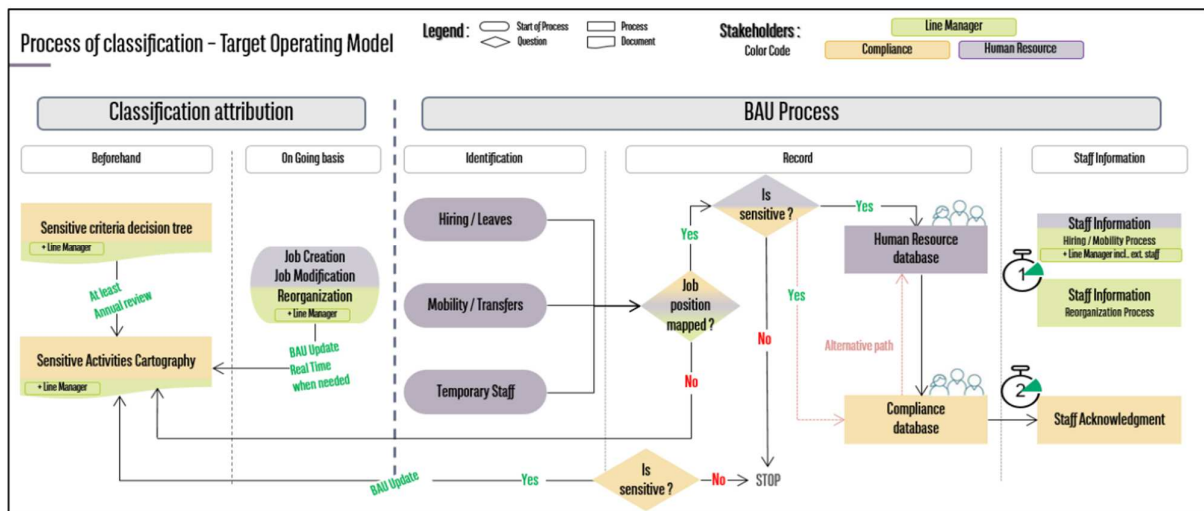 Process of classification – Target Operating Model
Legend :
Start of Process
Process
Question
Document
Stakeholders :
Color Code
Line Manager
Compliance
Human Resource
Classification attribution
BAU Process
Beforehand
On Going basis
Identification
Record
Staff Information
Sensitive criteria decision tree
+ Line Manager
At least
Annual review
Sensitive Activities Cartography
+ Line Manager
Job Creation
Job Modification
Reorganization
+ Line Manager
BAU Update
Real Time
when needed
Hiring / Leaves
Mobility / Transfers
Temporary Staff
Job
position
mapped ?
Yes
No
Is
sensitive ?
Yes
Yes
No
Human Resource
database
Alternative path
Compliance
database
STOP
Is
sensitive ?
No
Yes
BAU Update
Staff Information
Hiring / Mobility Process
+ Line Manager incl. ext. staff
1
Staff Information
Reorganization Process
2
Staff Acknowledgment